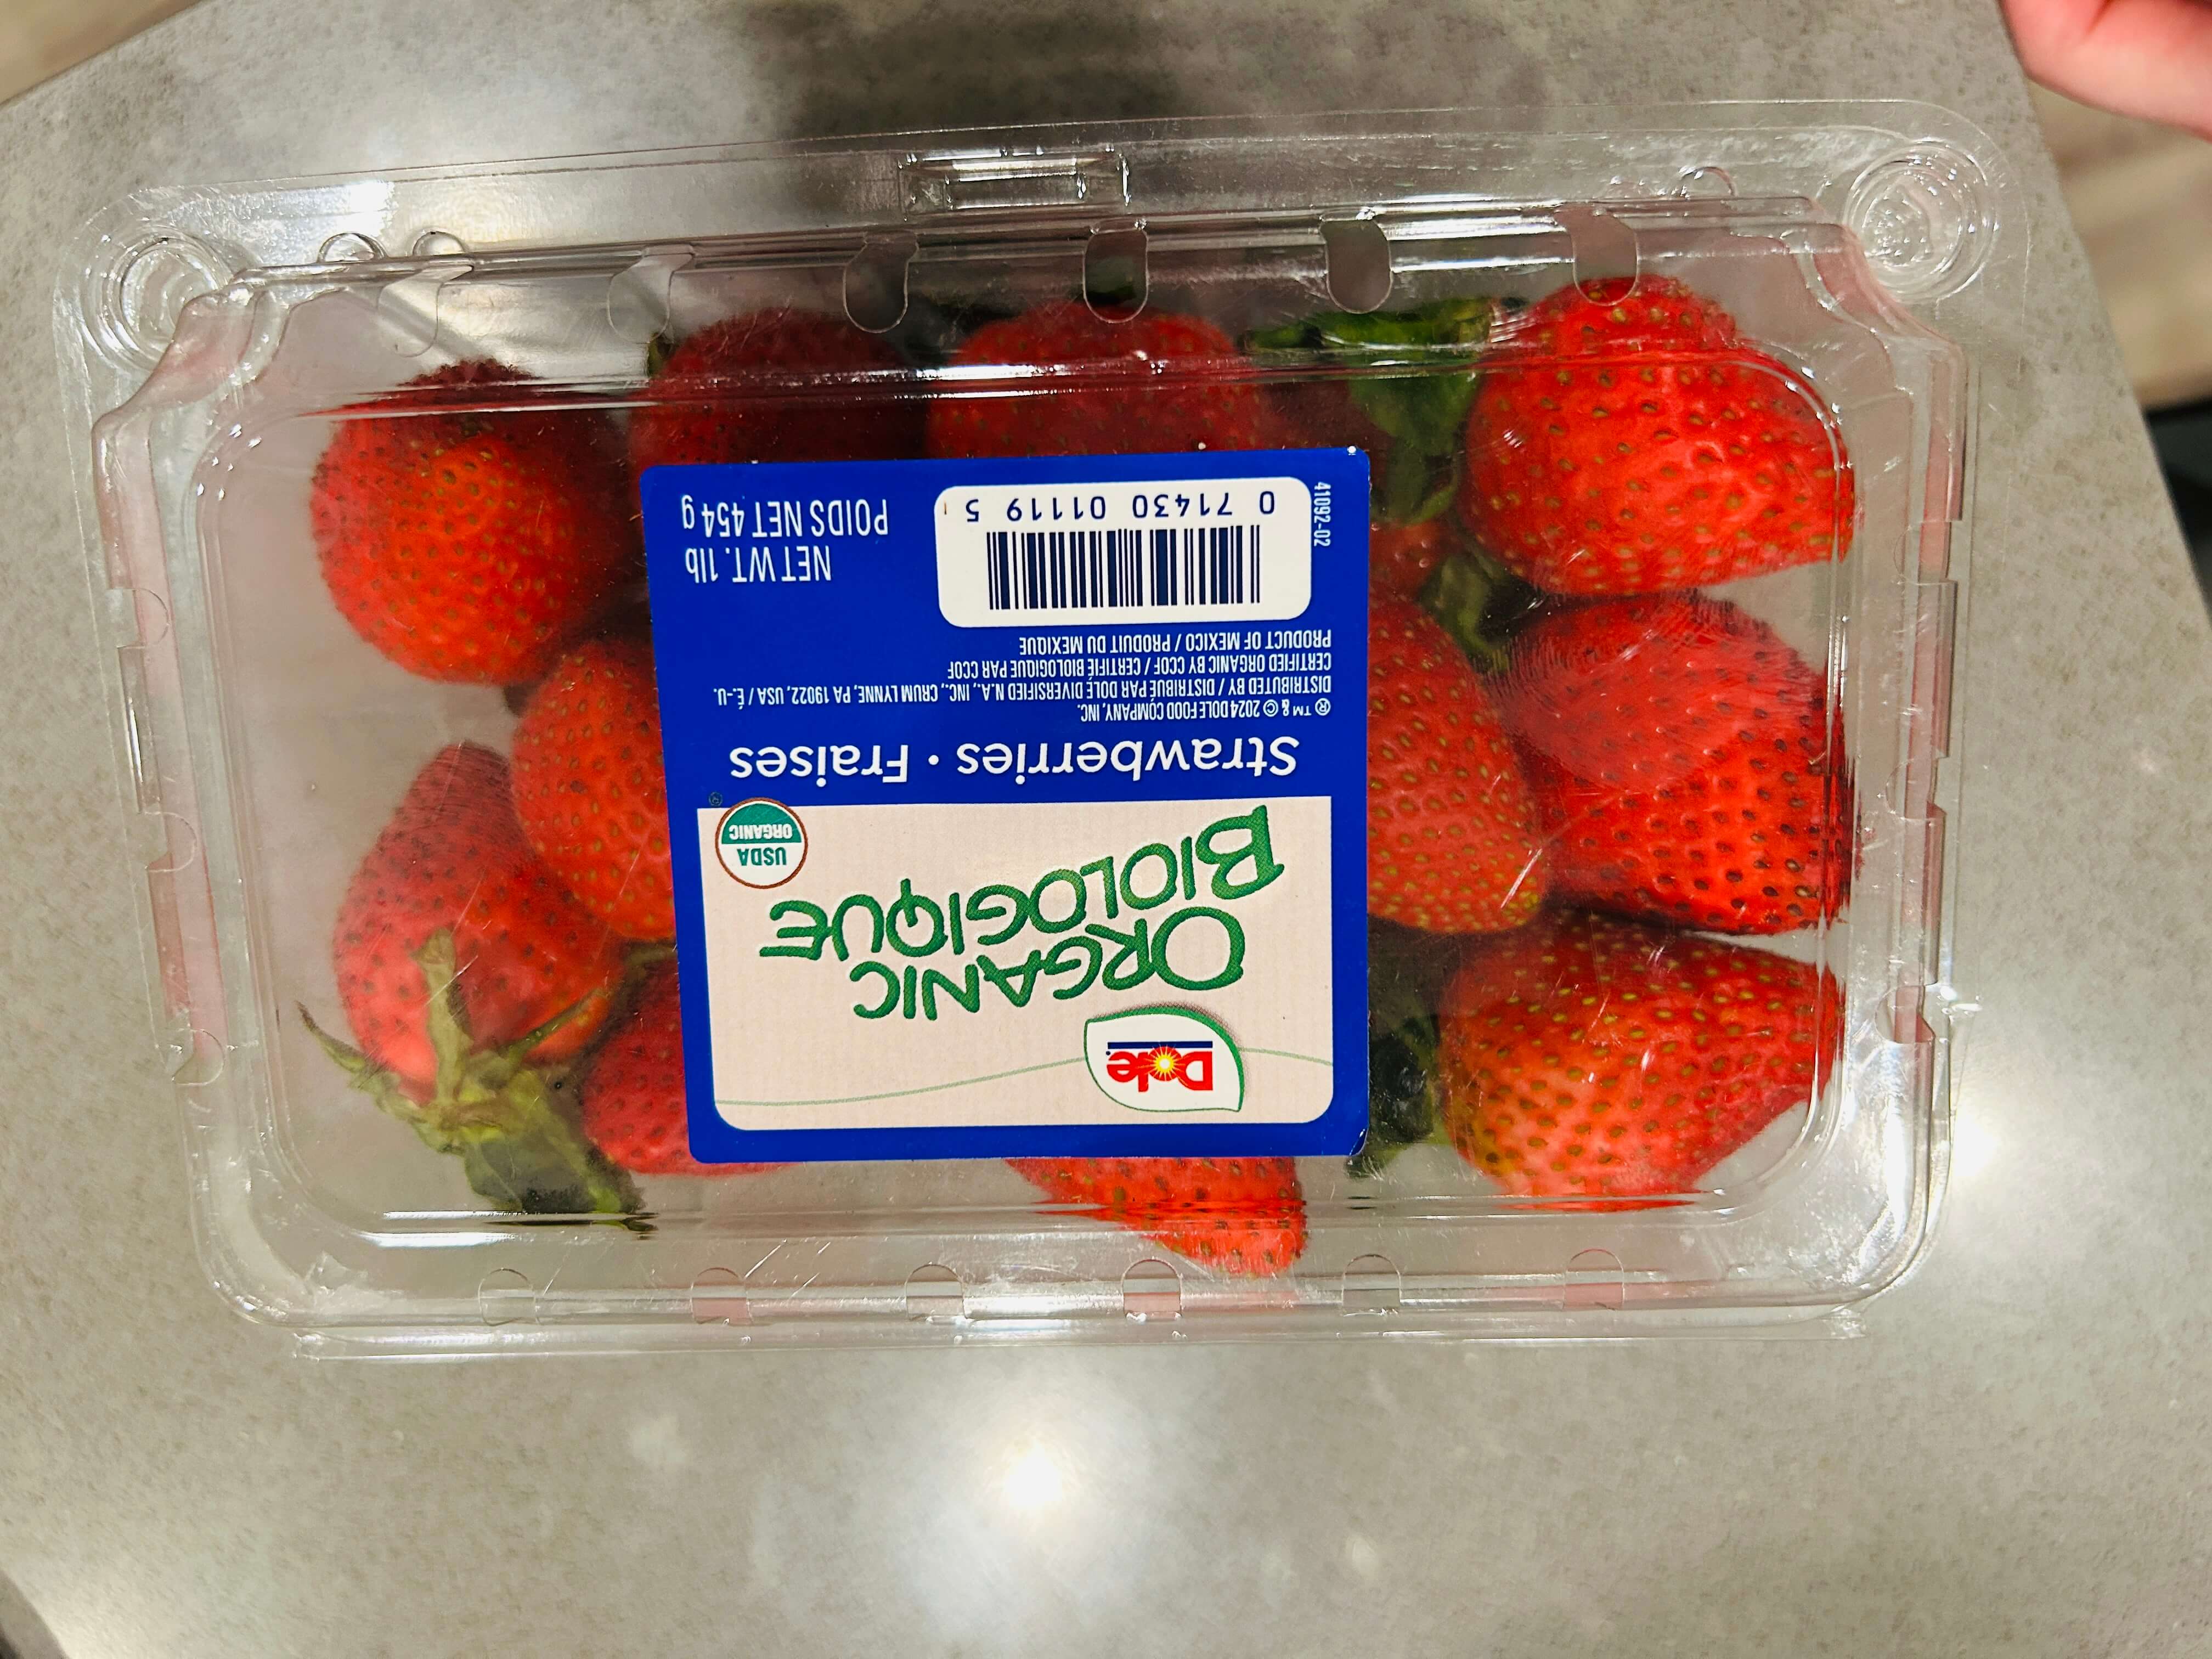 Dole
ORGANIC
BIOLOGIQUE
USDA
ORGANIC
Strawberries • Fraises
® ™ & © 2024 DOLE FOOD COMPANY, INC.
DISTRIBUTED BY / DISTRIBUÉ PAR DOLE DIVERSIFIED N.A., INC., CRUM LYNNE, PA 19022, USA / É.-U.
CERTIFIED ORGANIC BY CCOF / CERTIFIÉ BIOLOGIQUE PAR CCOF
PRODUCT OF MEXICO / PRODUIT DU MEXIQUE
41092-02
0 71430 01119 5
NET WT. 1lb
POIDS NET 454 g